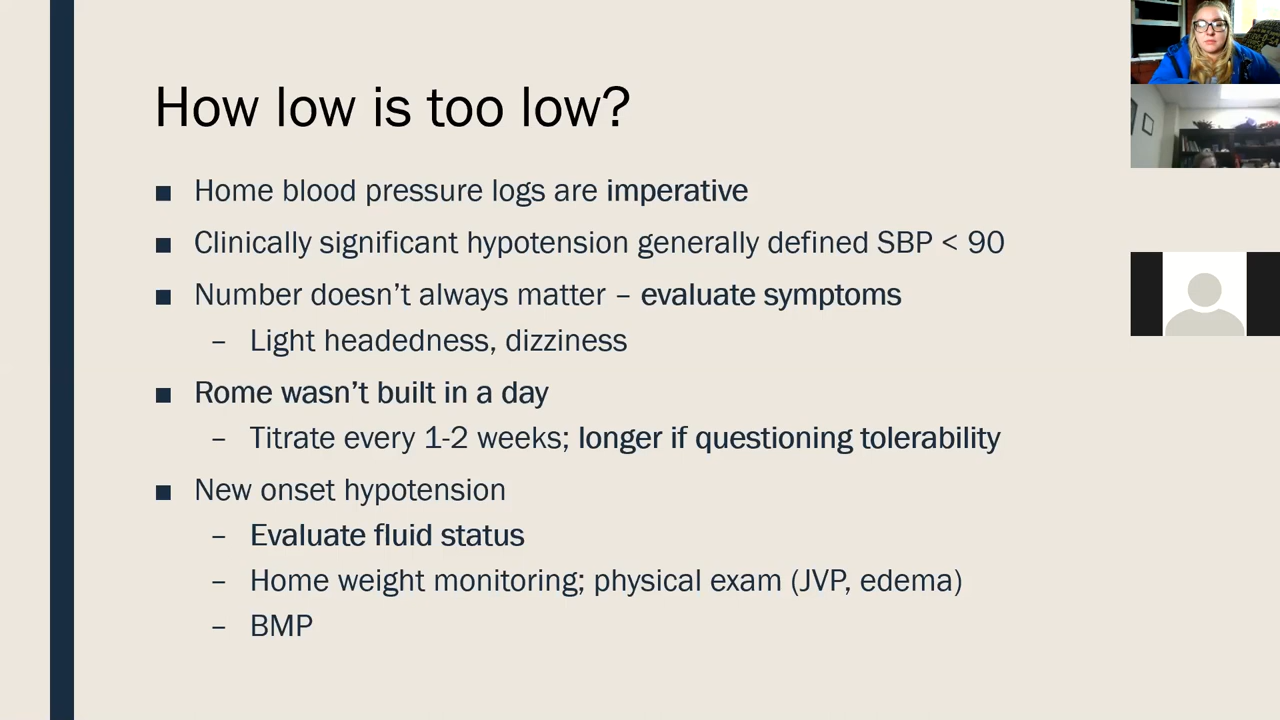 How low is too low?
■ Home blood pressure logs are imperative
■ Clinically significant hypotension generally defined SBP < 90
■ Number doesn't always matter – evaluate symptoms
– Light headedness, dizziness
■ Rome wasn't built in a day
– Titrate every 1-2 weeks; longer if questioning tolerability
■ New onset hypotension
– Evaluate fluid status
– Home weight monitoring; physical exam (JVP, edema)
– BMP